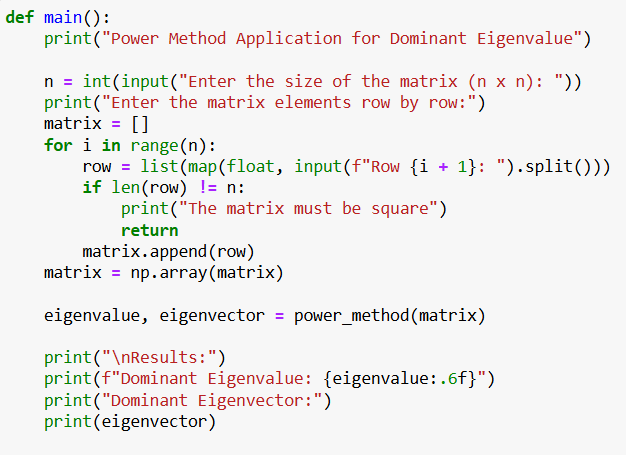 def main():
    print("Power Method Application for Dominant Eigenvalue")

    n = int(input("Enter the size of the matrix (n x n): "))
    print("Enter the matrix elements row by row:")
    matrix = []
    for i in range(n):
        row = list(map(float, input(f"Row {i + 1}: ").split()))
        if len(row) != n:
            print("The matrix must be square")
            return
        matrix.append(row)
    matrix = np.array(matrix)

    eigenvalue, eigenvector = power_method(matrix)

    print("\nResults:")
    print(f"Dominant Eigenvalue: {eigenvalue:.6f}")
    print("Dominant Eigenvector:")
    print(eigenvector)